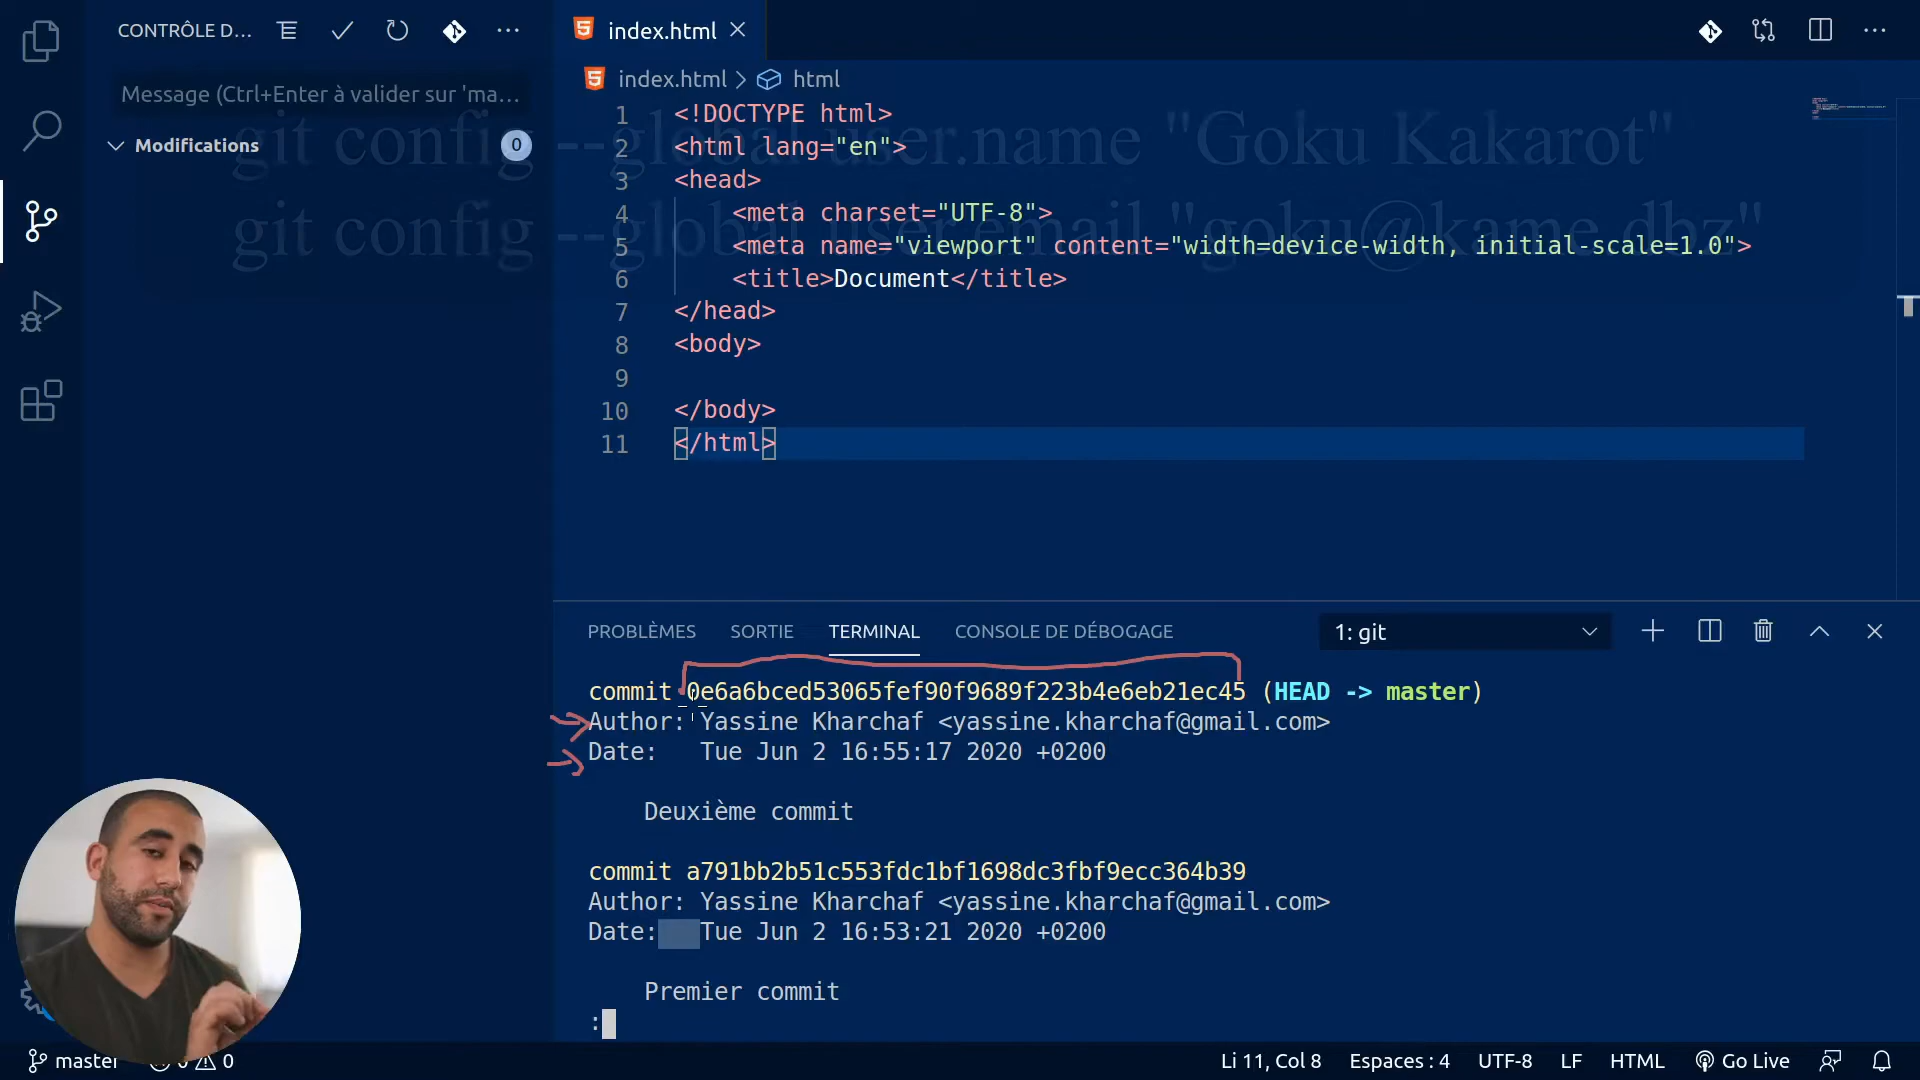 CONTRÔLE D...
index.html
index.html > html
Message (Ctrl+Enter à valider sur 'ma...
Modifications
0
git config --global user.name "Goku Kakarot"
git config --global user.email "goku@kame.dbz"
1 <!DOCTYPE html>
2 <html lang="en">
3 <head>
4 <meta charset="UTF-8">
5 <meta name="viewport" content="width=device-width, initial-scale=1.0">
6 <title>Document</title>
7 </head>
8 <body>
9
10 </body>
11 </html>
PROBLÈMES SORTIE TERMINAL CONSOLE DE DÉBOGAGE 1: git
commit 0e6a6bced53065fef90f9689f223b4e6eb21ec45 (HEAD -> master)
Author: Yassine Kharchaf <yassine.kharchaf@gmail.com>
Date: Tue Jun 2 16:55:17 2020 +0200
Deuxième commit
commit a791bb2b51c553fdc1bf1698dc3fbf9ecc364b39
Author: Yassine Kharchaf <yassine.kharchaf@gmail.com>
Date: Tue Jun 2 16:53:21 2020 +0200
Premier commit
:
master 0 0 Li 11, Col 8 Espaces : 4 UTF-8 LF HTML Go Live